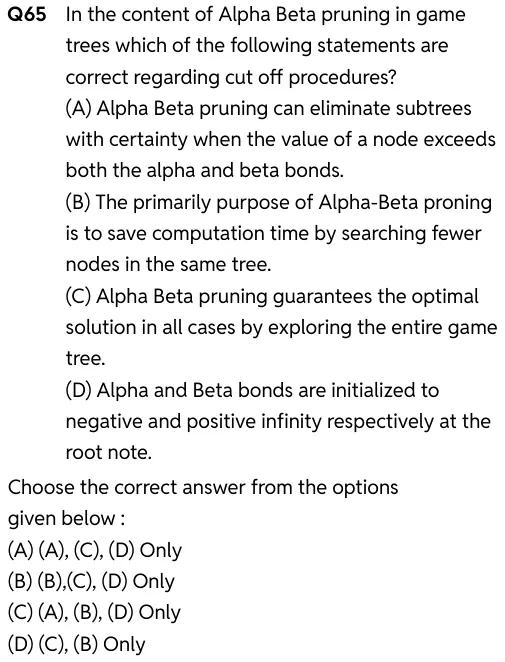 Q65 In the content of Alpha Beta pruning in game
trees which of the following statements are
correct regarding cut off procedures?
(A) Alpha Beta pruning can eliminate subtrees
with certainty when the value of a node exceeds
both the alpha and beta bonds.
(B) The primarily purpose of Alpha-Beta proning
is to save computation time by searching fewer
nodes in the same tree.
(C) Alpha Beta pruning guarantees the optimal
solution in all cases by exploring the entire game
tree.
(D) Alpha and Beta bonds are initialized to
negative and positive infinity respectively at the
root note.
Choose the correct answer from the options
given below :
(A) (A), (C), (D) Only
(B) (B),(C), (D) Only
(C) (A), (B), (D) Only
(D) (C), (B) Only